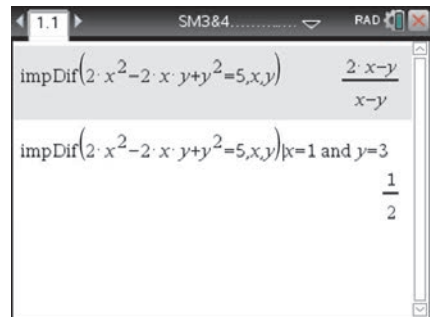 1.1 SM3&4............ RAD
impDif(2·x²−2·x·y+y²=5,x,y) (2·x−y)/(x−y)
impDif(2·x²−2·x·y+y²=5,x,y)|x=1 and y=3
1/2